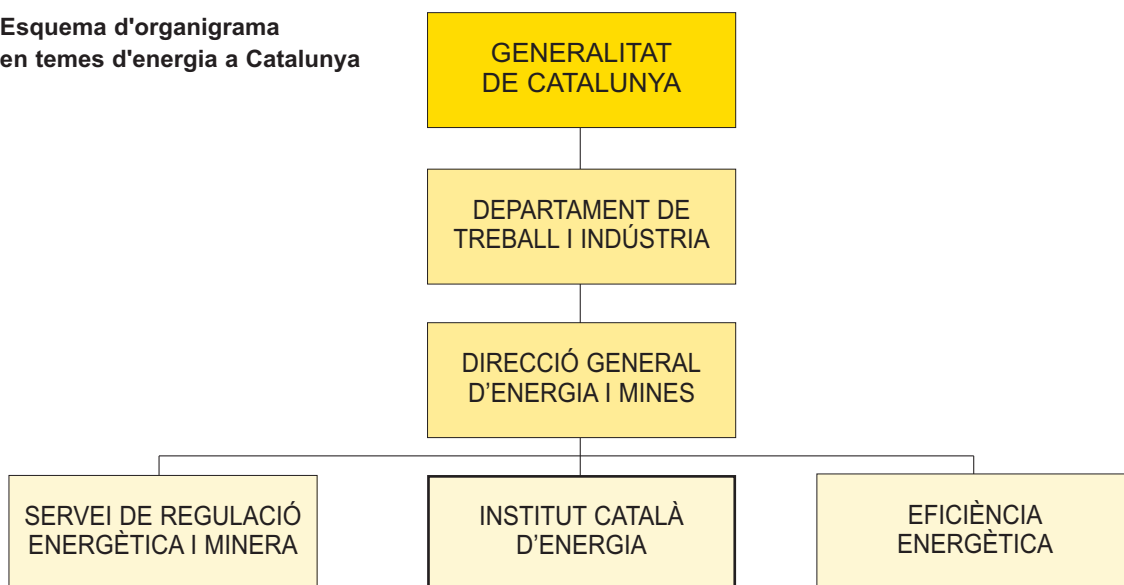 Esquema d'organigrama
en temes d'energia a Catalunya
GENERALITAT
DE CATALUNYA
DEPARTAMENT DE
TREBALL I INDÚSTRIA
DIRECCIÓ GENERAL
D’ENERGIA I MINES
SERVEI DE REGULACIÓ
ENERGÈTICA I MINERA
INSTITUT CATALÀ
D’ENERGIA
EFICIÈNCIA
ENERGÈTICA